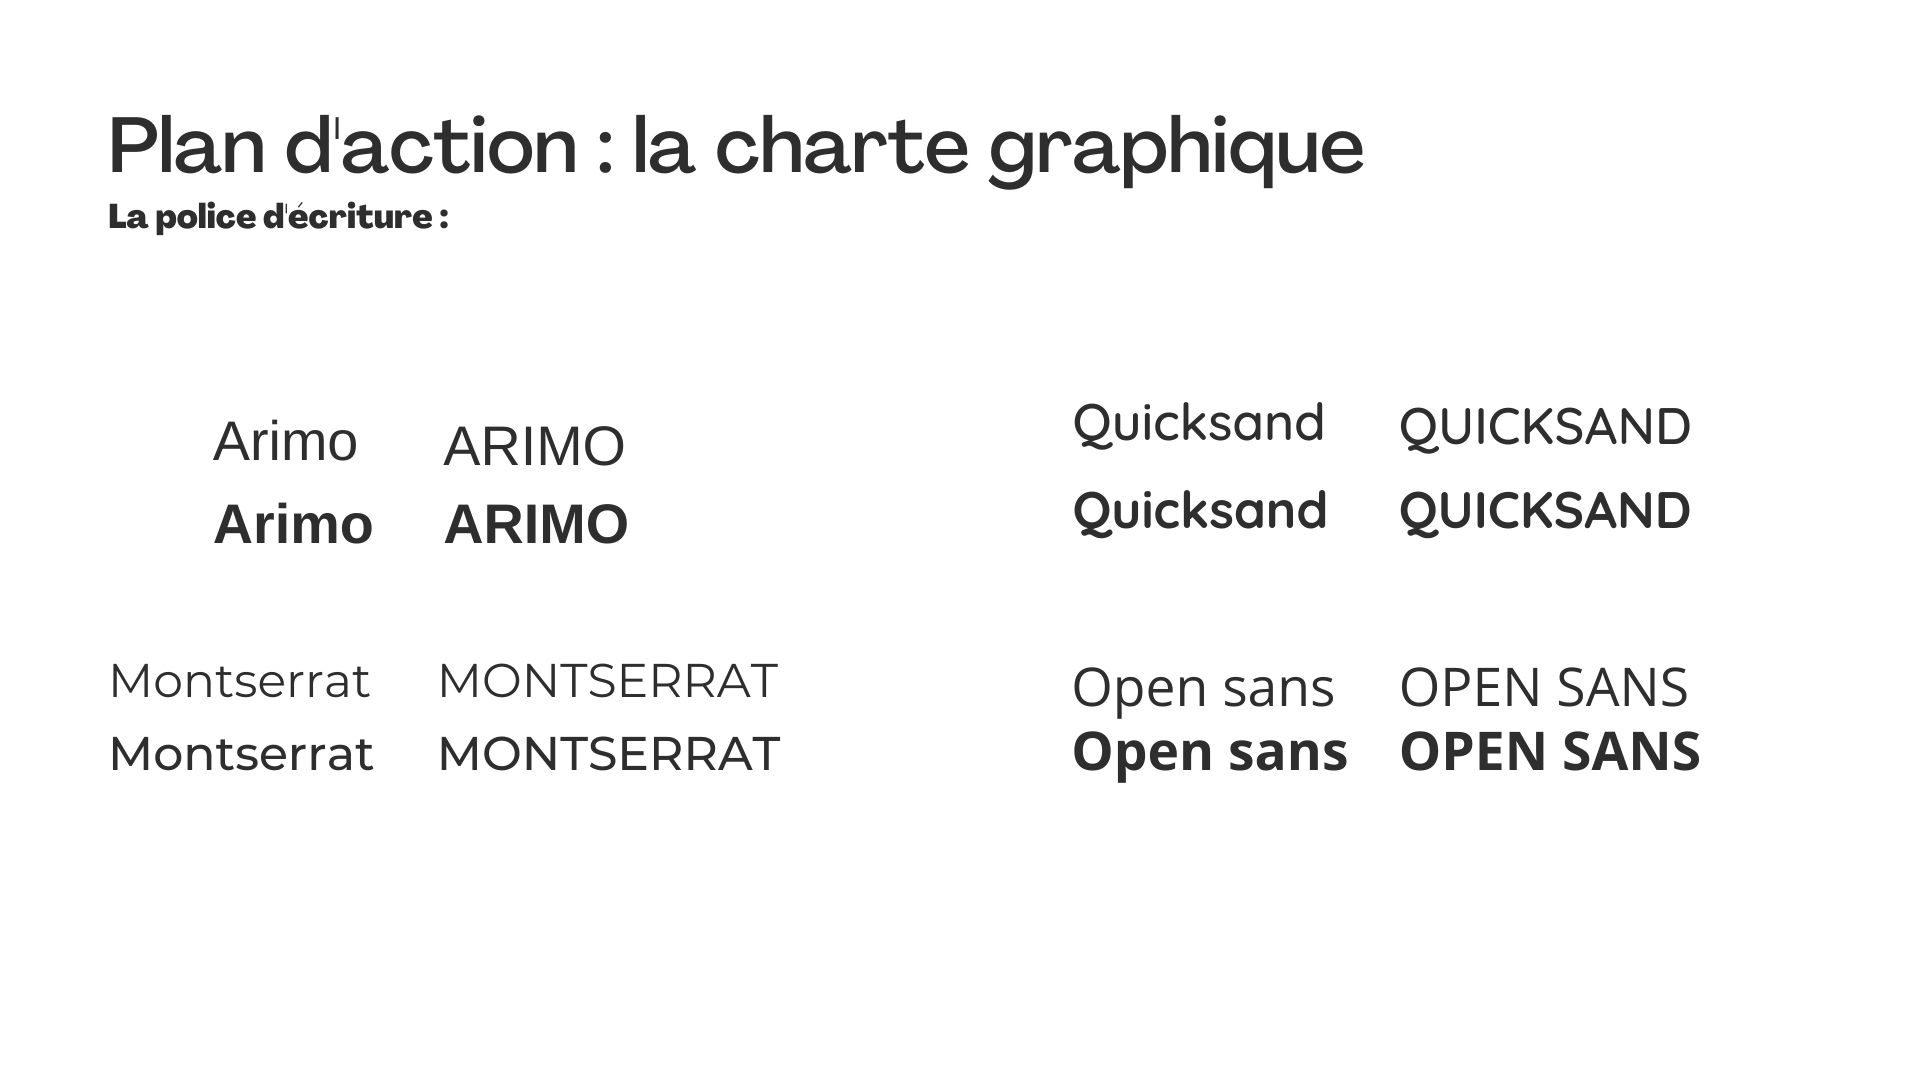 Plan d'action : la charte graphique
La police d'écriture :
Arimo ARIMO
Arimo ARIMO
Quicksand QUICKSAND
Quicksand QUICKSAND
Montserrat MONTSERRAT
Montserrat MONTSERRAT
Open sans OPEN SANS
Open sans OPEN SANS